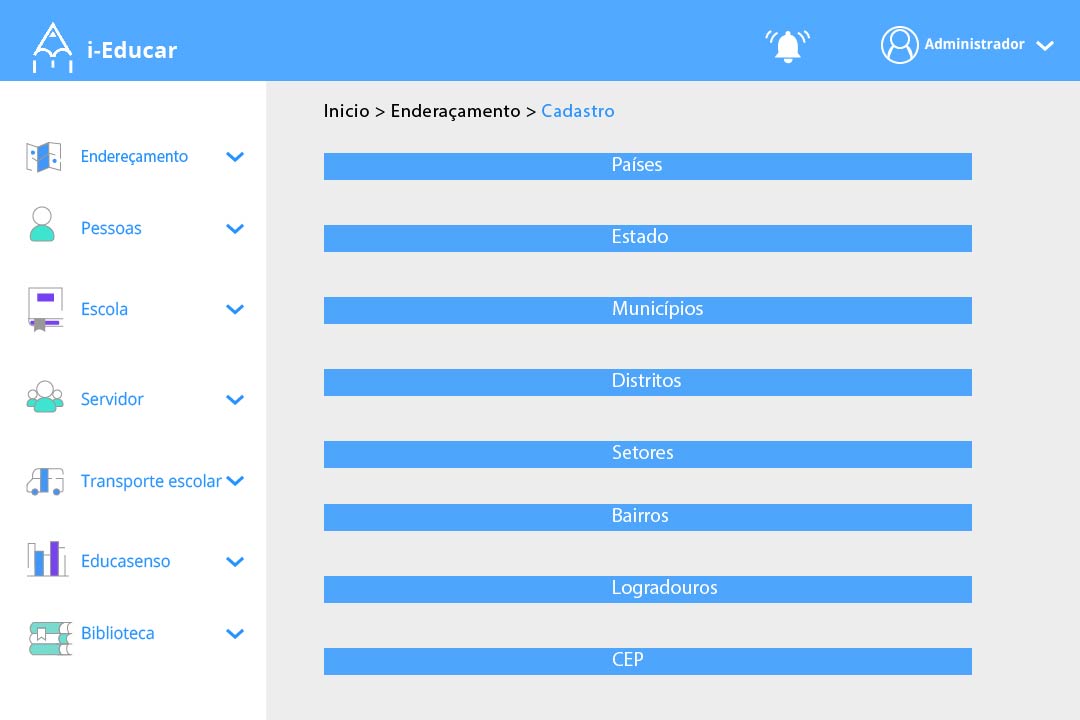 i-Educar
Administrador
Inicio > Enderaçamento > Cadastro
Endereçamento
Pessoas
Escola
Servidor
Transporte escolar
Educasenso
Biblioteca
Países
Estado
Municípios
Distritos
Setores
Bairros
Logradouros
CEP